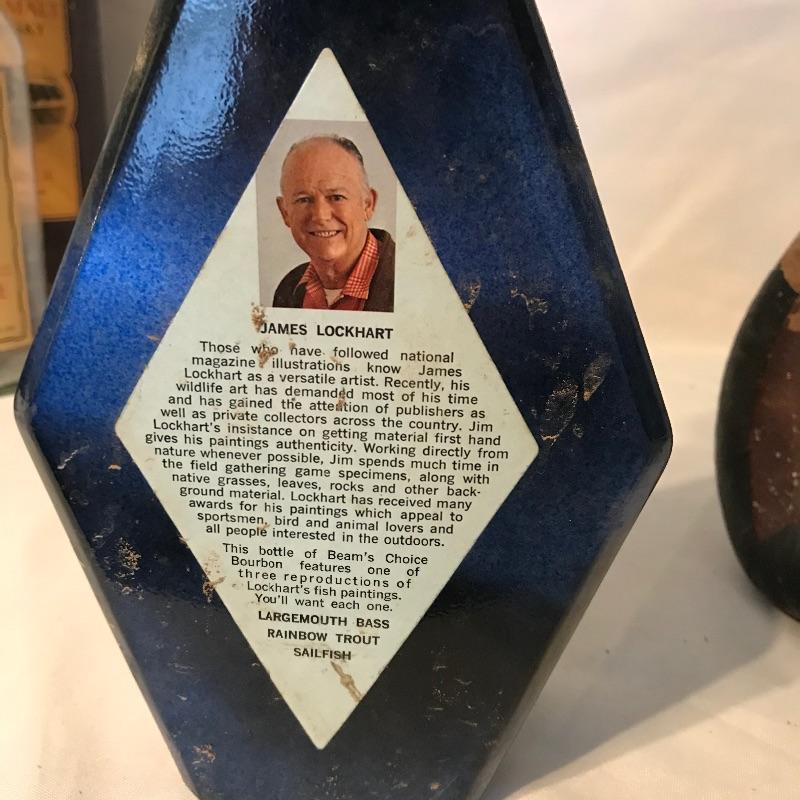 JAMES LOCKHART
Those who have followed national
magazine illustrations know James
Lockhart as a versatile artist. Recently, his
wildlife art has demanded most of his time
and has gained the attention of publishers as
well as private collectors across the country. Jim
Lockhart's insistance on getting material first hand
gives his paintings authenticity. Working directly from
nature whenever possible, Jim spends much time in
the field gathering game specimens, along with
native grasses, leaves, rocks and other back-
ground material. Lockhart has received many
awards for his paintings which appeal to
sportsmen, bird and animal lovers and
all people interested in the outdoors.
This bottle of Beam's Choice
Bourbon features one of
three reproductions of
Lockhart's fish paintings.
You'll want each one.
LARGEMOUTH BASS
RAINBOW TROUT
SAILFISH